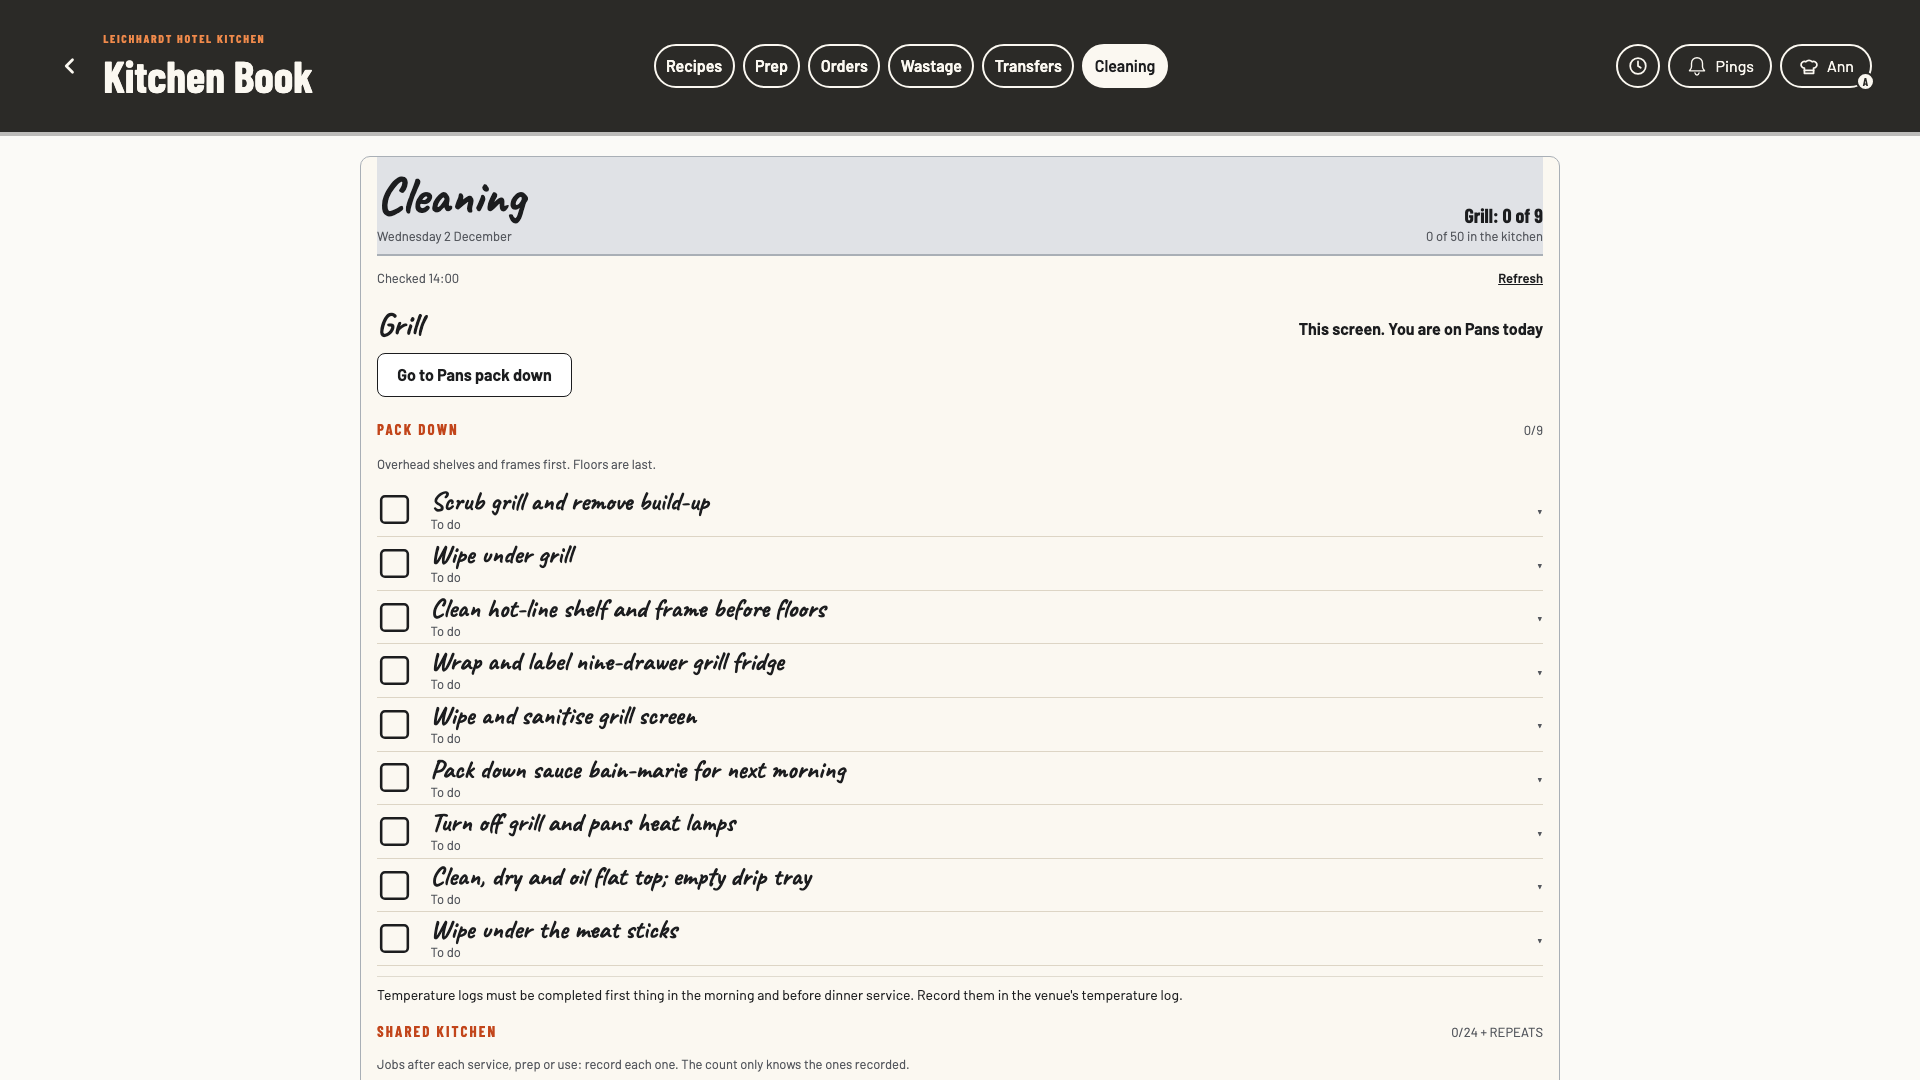 LEICHHARDT HOTEL KITCHEN
Kitchen Book
Recipes
Prep
Orders
Wastage
Transfers
Cleaning
Pings
Ann
A
Cleaning
Wednesday 2 December
Grill: 0 of 9
0 of 50 in the kitchen
Checked 14:00
Refresh
Grill
This screen. You are on Pans today
Go to Pans pack down
PACK DOWN
0/9
Overhead shelves and frames first. Floors are last.
Scrub grill and remove build-up
To do
Wipe under grill
To do
Clean hot-line shelf and frame before floors
To do
Wrap and label nine-drawer grill fridge
To do
Wipe and sanitise grill screen
To do
Pack down sauce bain-marie for next morning
To do
Turn off grill and pans heat lamps
To do
Clean, dry and oil flat top; empty drip tray
To do
Wipe under the meat sticks
To do
Temperature logs must be completed first thing in the morning and before dinner service. Record them in the venue's temperature log.
SHARED KITCHEN
0/24 + REPEATS
Jobs after each service, prep or use: record each one. The count only knows the ones recorded.